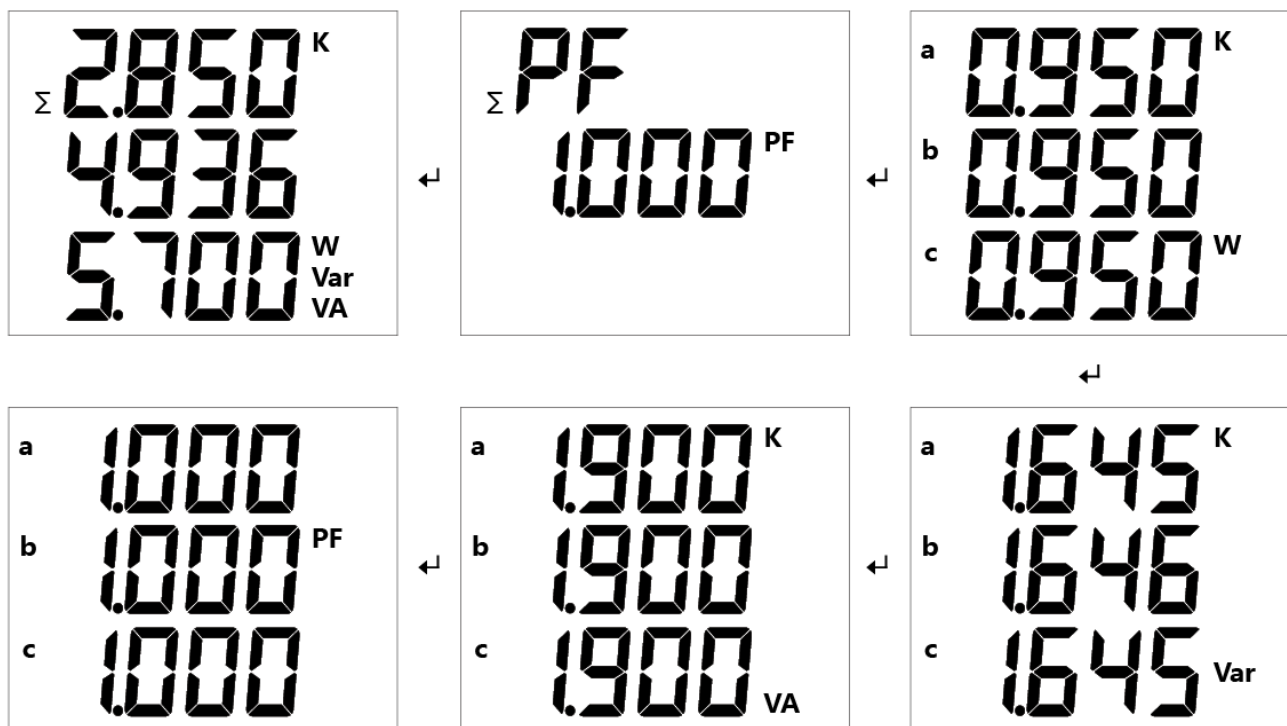 Σ 2.850 K
4.936
5.700 W
Var
VA
↵
Σ PF
1.000 PF
↵
a 0.950 K
b 0.950
c 0.950 W
↵
a 1.000
b 1.000 PF
c 1.000
↵
a 1.900 K
b 1.900
c 1.900 VA
↵
a 1.645 K
b 1.646
c 1.645 Var